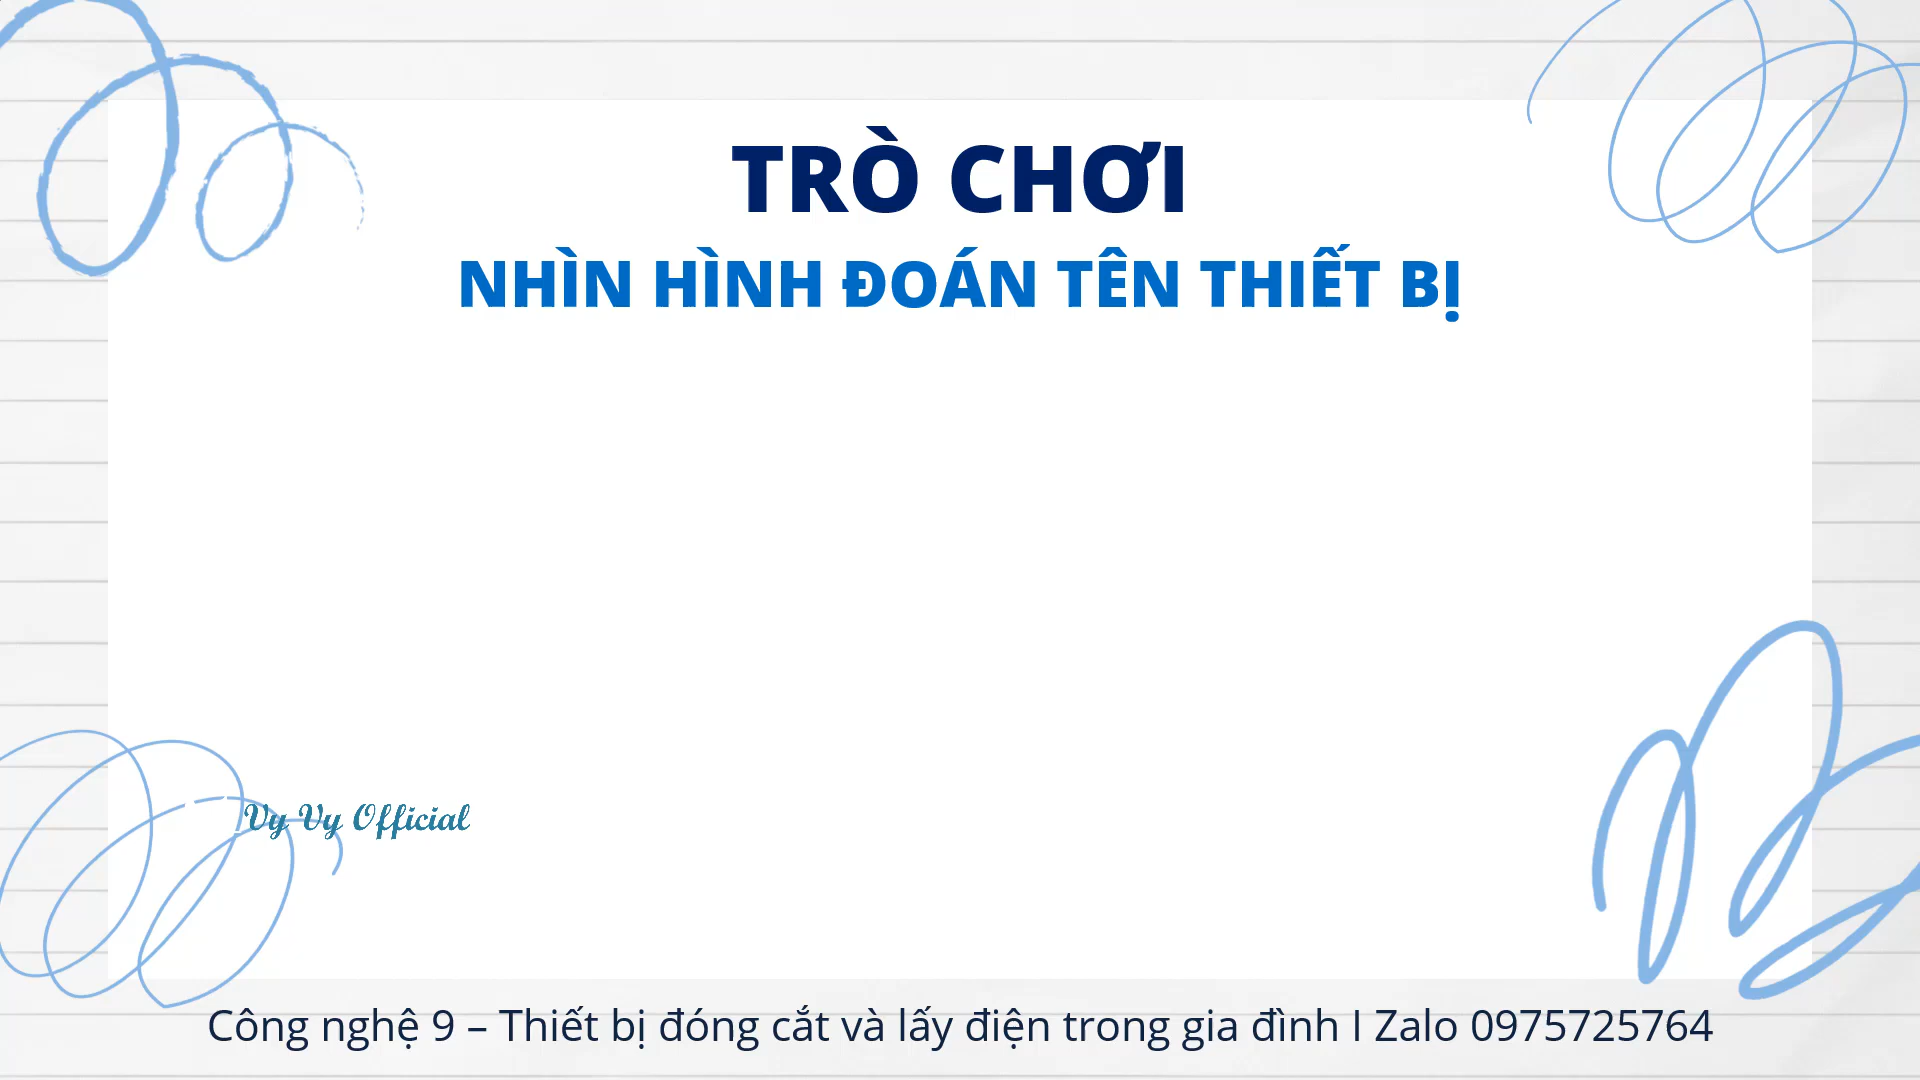 TRÒ CHƠI
NHÌN HÌNH ĐOÁN TÊN THIẾT BỊ
Vy Vy Official
Công nghệ 9 – Thiết bị đóng cắt và lấy điện trong gia đình I Zalo 0975725764